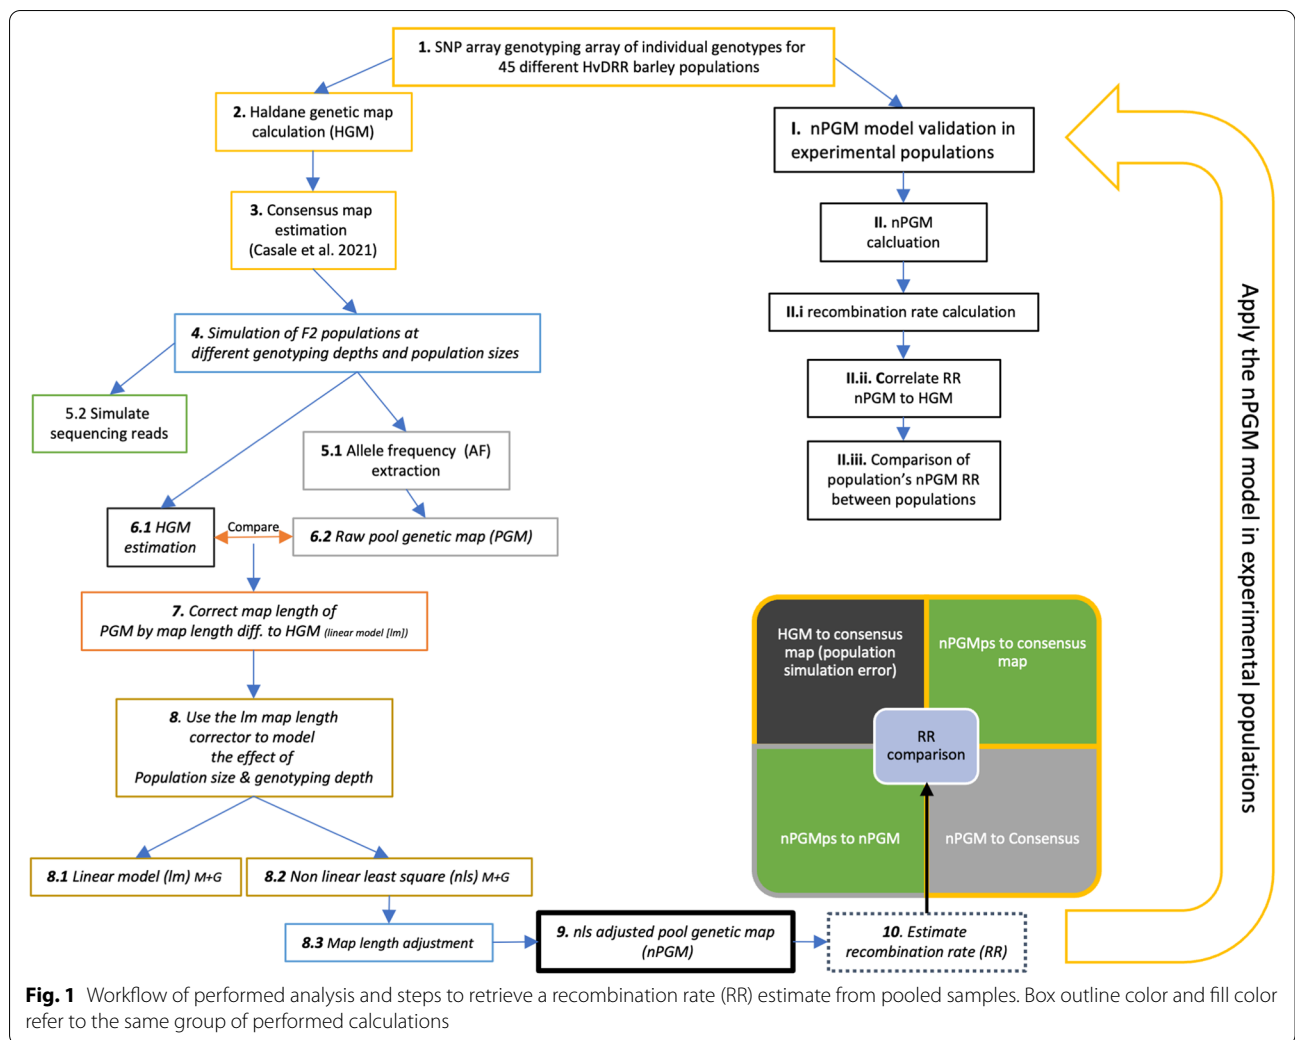 1. SNP array genotyping array of individual genotypes for
45 different HvDRR barley populations
2. Haldane genetic map
calculation (HGM)
3. Consensus map
estimation
(Casale et al. 2021)
4. Simulation of F2 populations at
different genotyping depths and population sizes
5.2 Simulate
sequencing reads
5.1 Allele frequency (AF)
extraction
6.1 HGM
estimation
Compare
6.2 Raw pool genetic map (PGM)
7. Correct map length of
PGM by map length diff. to HGM (linear model [lm])
8. Use the lm map length
corrector to model
the effect of
Population size & genotyping depth
8.1 Linear model (lm) M+G
8.2 Non linear least square (nls) M+G
8.3 Map length adjustment
9. nls adjusted pool genetic map
(nPGM)
10. Estimate
recombination rate (RR)
I. nPGM model validation in
experimental populations
II. nPGM
calcluation
II.i recombination rate calculation
II.ii. Correlate RR
nPGM to HGM
II.iii. Comparison of
population's nPGM RR
between populations
HGM to consensus
map (population
simulation error)
nPGMps to consensus
map
RR
comparison
nPGMps to nPGM
nPGM to Consensus
Apply the nPGM model in experimental populations
Fig. 1 Workflow of performed analysis and steps to retrieve a recombination rate (RR) estimate from pooled samples. Box outline color and fill color
refer to the same group of performed calculations